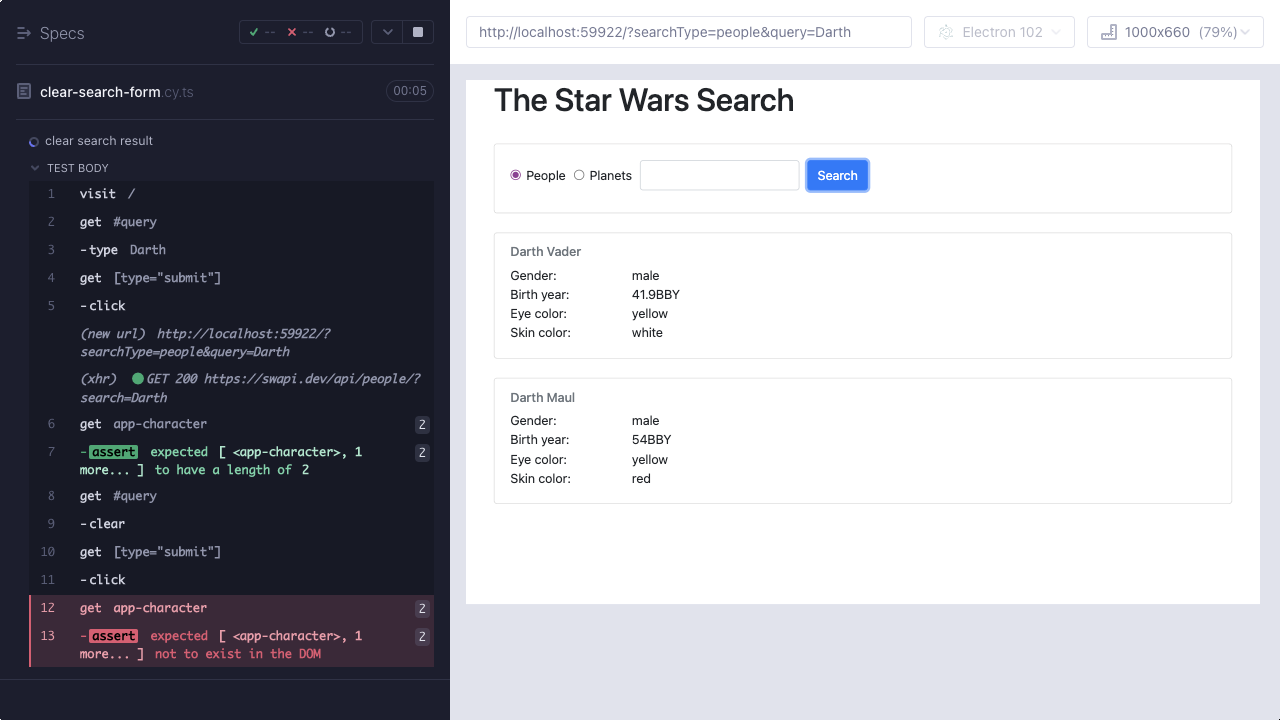 Specs
-- -- --
clear-search-form.cy.ts 00:05
clear search result
TEST BODY
1 visit /
2 get #query
3 -type Darth
4 get [type="submit"]
5 -click
(new url) http://localhost:59922/?
searchType=people&query=Darth
(xhr) GET 200 https://swapi.dev/api/people/?
search=Darth
6 get app-character 2
7 -assert expected [ <app-character>, 1 2
more... ] to have a length of 2
8 get #query
9 -clear
10 get [type="submit"]
11 -click
12 get app-character 2
13 -assert expected [ <app-character>, 1 2
more... ] not to exist in the DOM
http://localhost:59922/?searchType=people&query=Darth
Electron 102
1000x660 (79%)
The Star Wars Search
People Planets Search
Darth Vader
Gender: male
Birth year: 41.9BBY
Eye color: yellow
Skin color: white
Darth Maul
Gender: male
Birth year: 54BBY
Eye color: yellow
Skin color: red